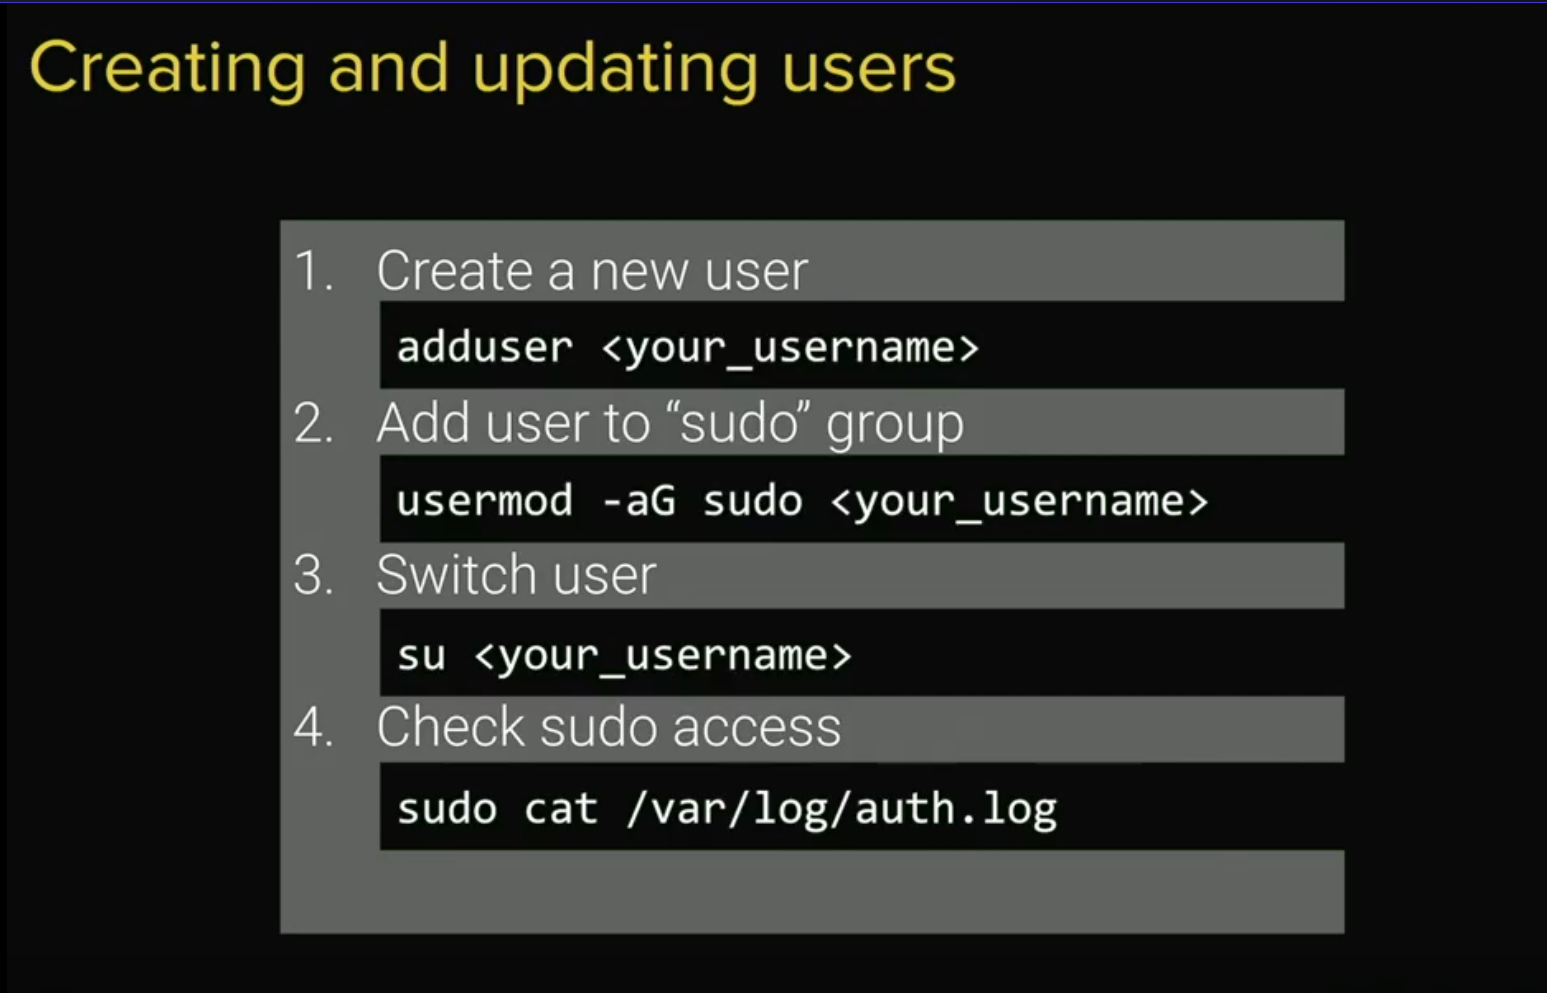 Creating and updating users
1. Create a new user
adduser <your_username>
2. Add user to “sudo” group
usermod -aG sudo <your_username>
3. Switch user
su <your_username>
4. Check sudo access
sudo cat /var/log/auth.log